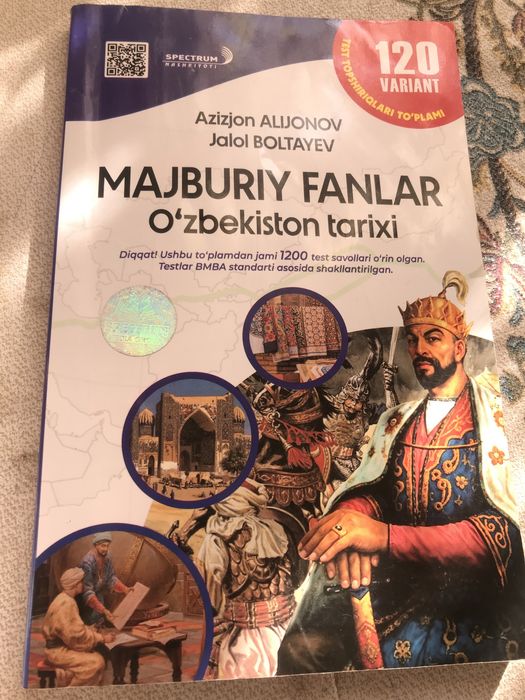 SPECTRUM
NASHRIYOTI
120
VARIANT
TEST TOPSHIRIQLARI TO‘PLAMI
Azizjon ALIJONOV
Jalol BOLTAYEV
MAJBURIY FANLAR
O‘zbekiston tarixi
Diqqat! Ushbu to‘plamdan jami 1200 test savollari o‘rin olgan.
Testlar BMBA standarti asosida shakllantirilgan.